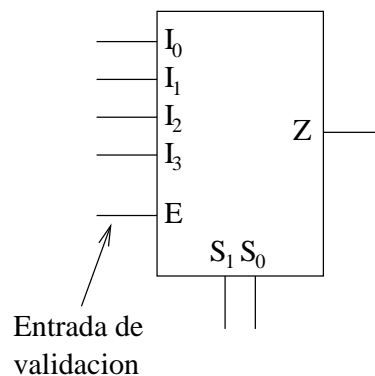 I0
I1
I2
I3
Z
E
S1 S0
Entrada de
validacion